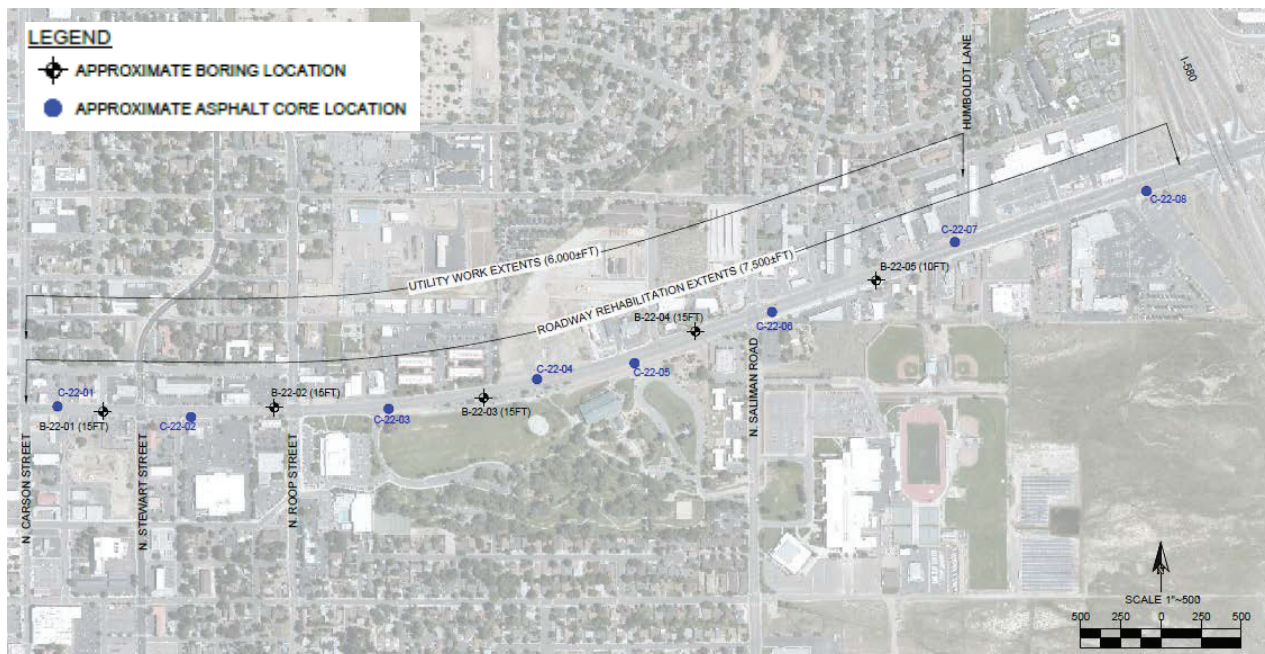 LEGEND
APPROXIMATE BORING LOCATION
APPROXIMATE ASPHALT CORE LOCATION
HUMBOLDT LANE
I-580
C-22-08
C-22-07
UTILITY WORK EXTENTS (6,000±FT)
B-22-05 (10FT)
ROADWAY REHABILITATION EXTENTS (7,500±FT)
B-22-04 (15FT)
C-22-06
C-22-04
C-22-05
C-22-01
B-22-02 (15FT)
B-22-01 (15FT)
C-22-02
C-22-03
B-22-03 (15FT)
N. CARSON STREET
N. STEWART STREET
N. ROOP STREET
N. SALIMAN ROAD
N
SCALE 1"~500
500 250 0 250 500